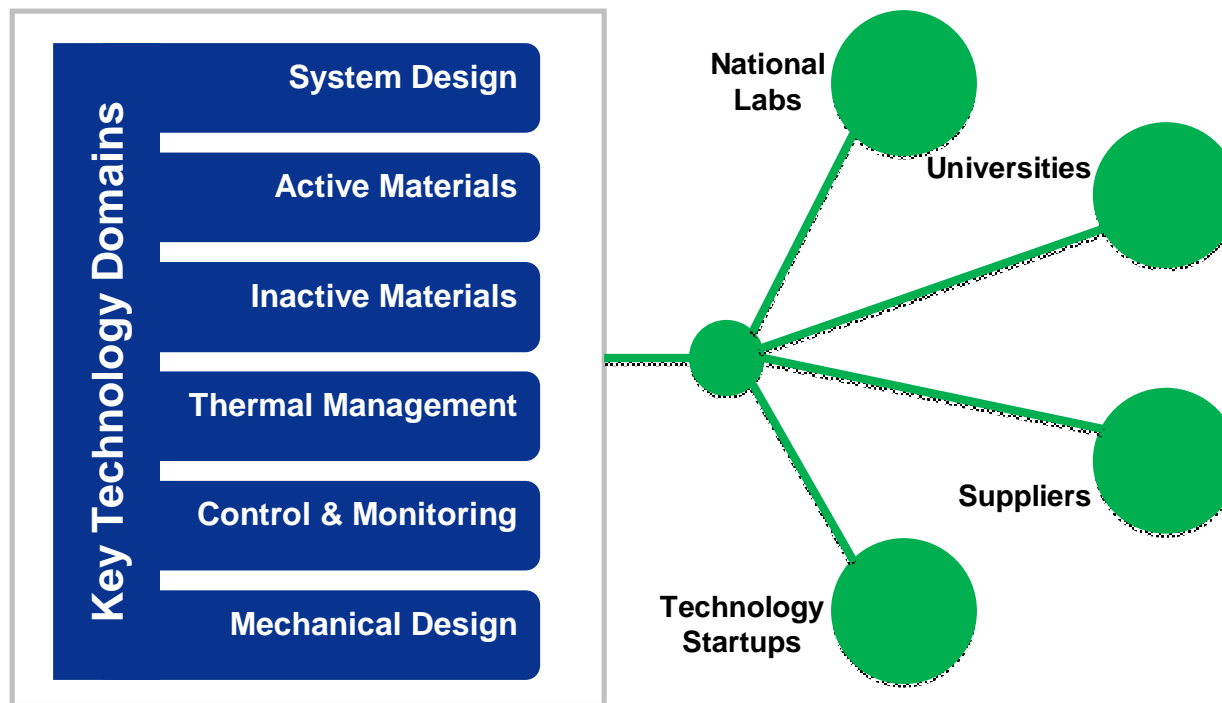 Key Technology Domains
System Design
Active Materials
Inactive Materials
Thermal Management
Control & Monitoring
Mechanical Design
National
Labs
Universities
Suppliers
Technology
Startups